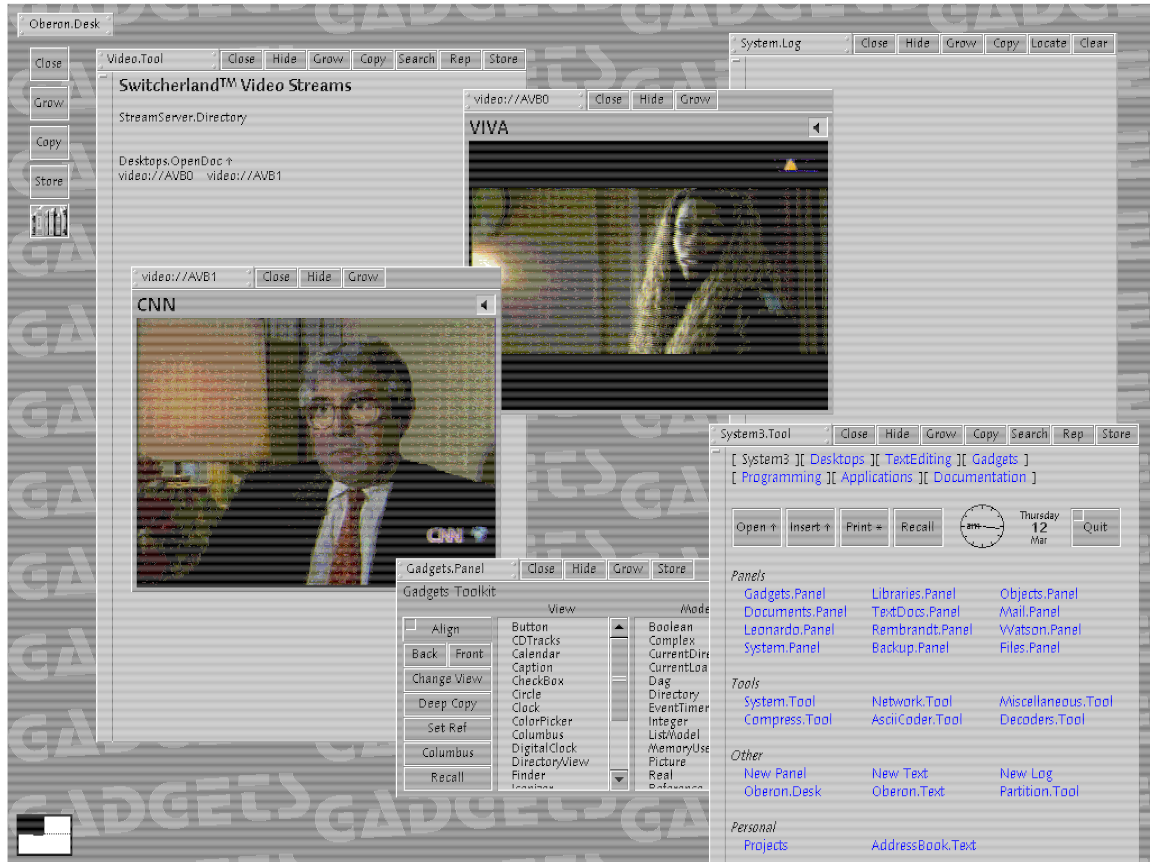 Oberon.Desk
Close
Grow
Copy
Store
Video.Tool Close Hide Grow Copy Search Rep Store
Switcherland™ Video Streams
StreamServer.Directory
Desktops.OpenDoc ↑
video://AVB0 video://AVB1
System.Log Close Hide Grow Copy Locate Clear
video://AVB0 Close Hide Grow
VIVA
video://AVB1 Close Hide Grow
CNN
CNN
Gadgets.Panel Close Hide Grow Store
Gadgets Toolkit
View Mode
Align
Back Front
Change View
Deep Copy
Set Ref
Columbus
Recall
Button
CDTracks
Calendar
Caption
CheckBox
Circle
Clock
ColorPicker
Columbus
DigitalClock
DirectoryView
Finder
Iconizer
Boolean
Complex
CurrentDire
CurrentLoa
Dag
Directory
EventTimer
Integer
ListModel
MemoryUse
Picture
Real
Reference
System3.Tool Close Hide Grow Copy Search Rep Store
[ System3 ][ Desktops ][ TextEditing ][ Gadgets ]
[ Programming ][ Applications ][ Documentation ]
Open ↑ Insert ↑ Print * Recall am Quit
Thursday
12
Mar
Panels
Gadgets.Panel Libraries.Panel Objects.Panel
Documents.Panel TextDocs.Panel Mail.Panel
Leonardo.Panel Rembrandt.Panel Watson.Panel
System.Panel Backup.Panel Files.Panel
Tools
System.Tool Network.Tool Miscellaneous.Tool
Compress.Tool AsciiCoder.Tool Decoders.Tool
Other
New Panel New Text New Log
Oberon.Desk Oberon.Text Partition.Tool
Personal
Projects AddressBook.Text
GADGETS